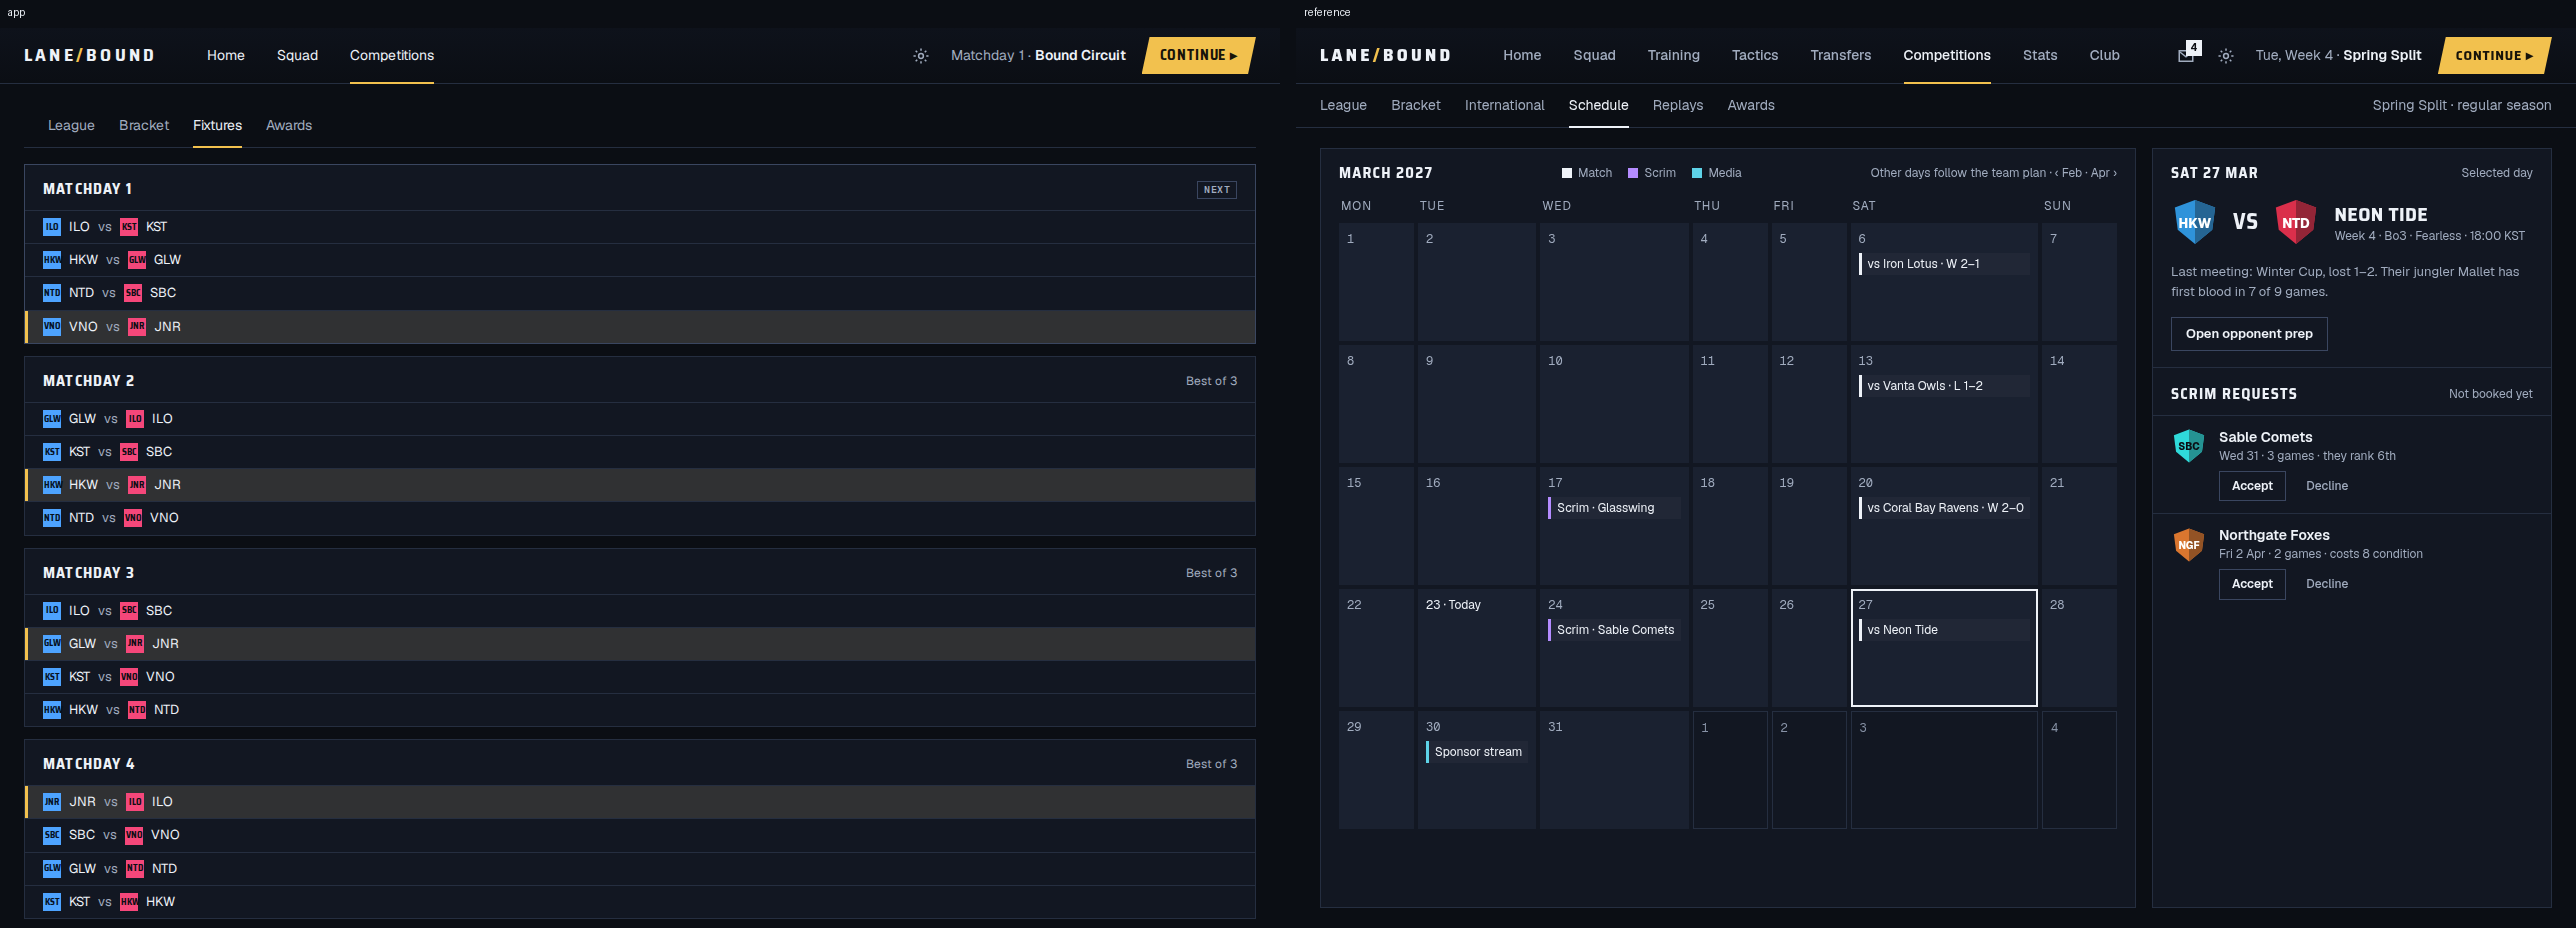 app
LANE/BOUND Home Squad Competitions Matchday 1 · Bound Circuit CONTINUE ▸
League Bracket Fixtures Awards
MATCHDAY 1 NEXT
ILO ILO vs KST KST
HKW HKW vs GLW GLW
NTD NTD vs SBC SBC
VNO VNO vs JNR JNR
MATCHDAY 2 Best of 3
GLW GLW vs ILO ILO
KST KST vs SBC SBC
HKW HKW vs JNR JNR
NTD NTD vs VNO VNO
MATCHDAY 3 Best of 3
ILO ILO vs SBC SBC
GLW GLW vs JNR JNR
KST KST vs VNO VNO
HKW HKW vs NTD NTD
MATCHDAY 4 Best of 3
JNR JNR vs ILO ILO
SBC SBC vs VNO VNO
GLW GLW vs NTD NTD
KST KST vs HKW HKW
reference
LANE/BOUND Home Squad Training Tactics Transfers Competitions Stats Club 4 Tue, Week 4 · Spring Split CONTINUE ▸
League Bracket International Schedule Replays Awards Spring Split · regular season
MARCH 2027 Match Scrim Media Other days follow the team plan · ‹ Feb · Apr ›
MON TUE WED THU FRI SAT SUN
1 2 3 4 5 6 7
vs Iron Lotus · W 2–1
8 9 10 11 12 13 14
vs Vanta Owls · L 1–2
15 16 17 18 19 20 21
Scrim · Glasswing vs Coral Bay Ravens · W 2–0
22 23 · Today 24 25 26 27 28
Scrim · Sable Comets vs Neon Tide
29 30 31 1 2 3 4
Sponsor stream
SAT 27 MAR Selected day
HKW VS NTD NEON TIDE
Week 4 · Bo3 · Fearless · 18:00 KST
Last meeting: Winter Cup, lost 1–2. Their jungler Mallet has
first blood in 7 of 9 games.
Open opponent prep
SCRIM REQUESTS Not booked yet
SBC Sable Comets
Wed 31 · 3 games · they rank 6th
Accept Decline
NGF Northgate Foxes
Fri 2 Apr · 2 games · costs 8 condition
Accept Decline